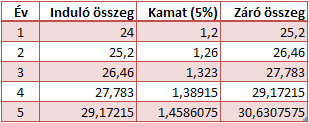 Év Induló összeg Kamat (5%) Záró összeg
1 24 1,2 25,2
2 25,2 1,26 26,46
3 26,46 1,323 27,783
4 27,783 1,38915 29,17215
5 29,17215 1,4586075 30,6307575